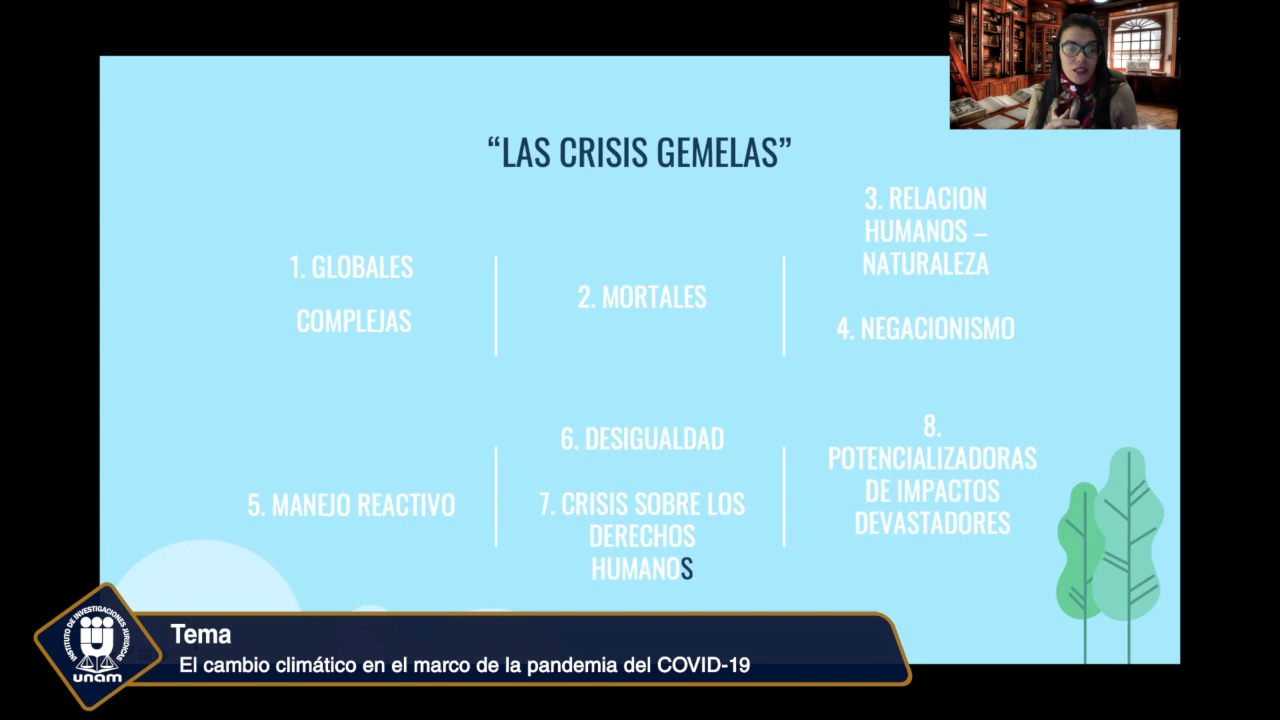 “LAS CRISIS GEMELAS”
1. GLOBALES
COMPLEJAS
2. MORTALES
3. RELACION
HUMANOS –
NATURALEZA
4. NEGACIONISMO
5. MANEJO REACTIVO
6. DESIGUALDAD
7. CRISIS SOBRE LOS
DERECHOS
HUMANOS
8.
POTENCIALIZADORAS
DE IMPACTOS
DEVASTADORES
INSTITUTO DE INVESTIGACIONES JURIDICAS
unam
Tema
El cambio climático en el marco de la pandemia del COVID-19